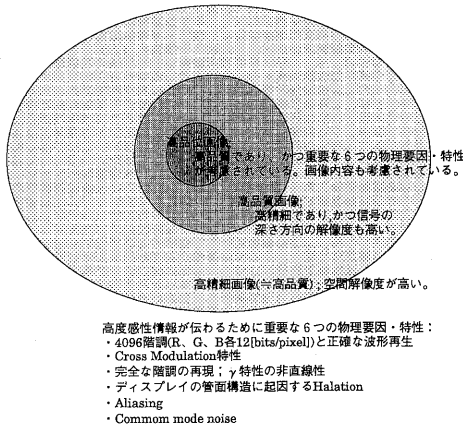 高品位画像;
高品質であり、かつ重要な6つの物理要因・特性
が考慮されている。画像内容も考慮されている。
高品質画像;
高精細であり,かつ信号の
深さ方向の解像度も高い。
高精細画像(≒高品質) ; 空間解像度が高い。
高度感性情報が伝わるために重要な6つの物理要因・特性：
・4096階調(R、G、B各12[bits/pixel])と正確な波形再生
・Cross Modulation特性
・完全な階調の再現；γ特性の非直線性
・ディスプレイの管面構造に起因するHalation
・Aliasing
・Commom mode noise